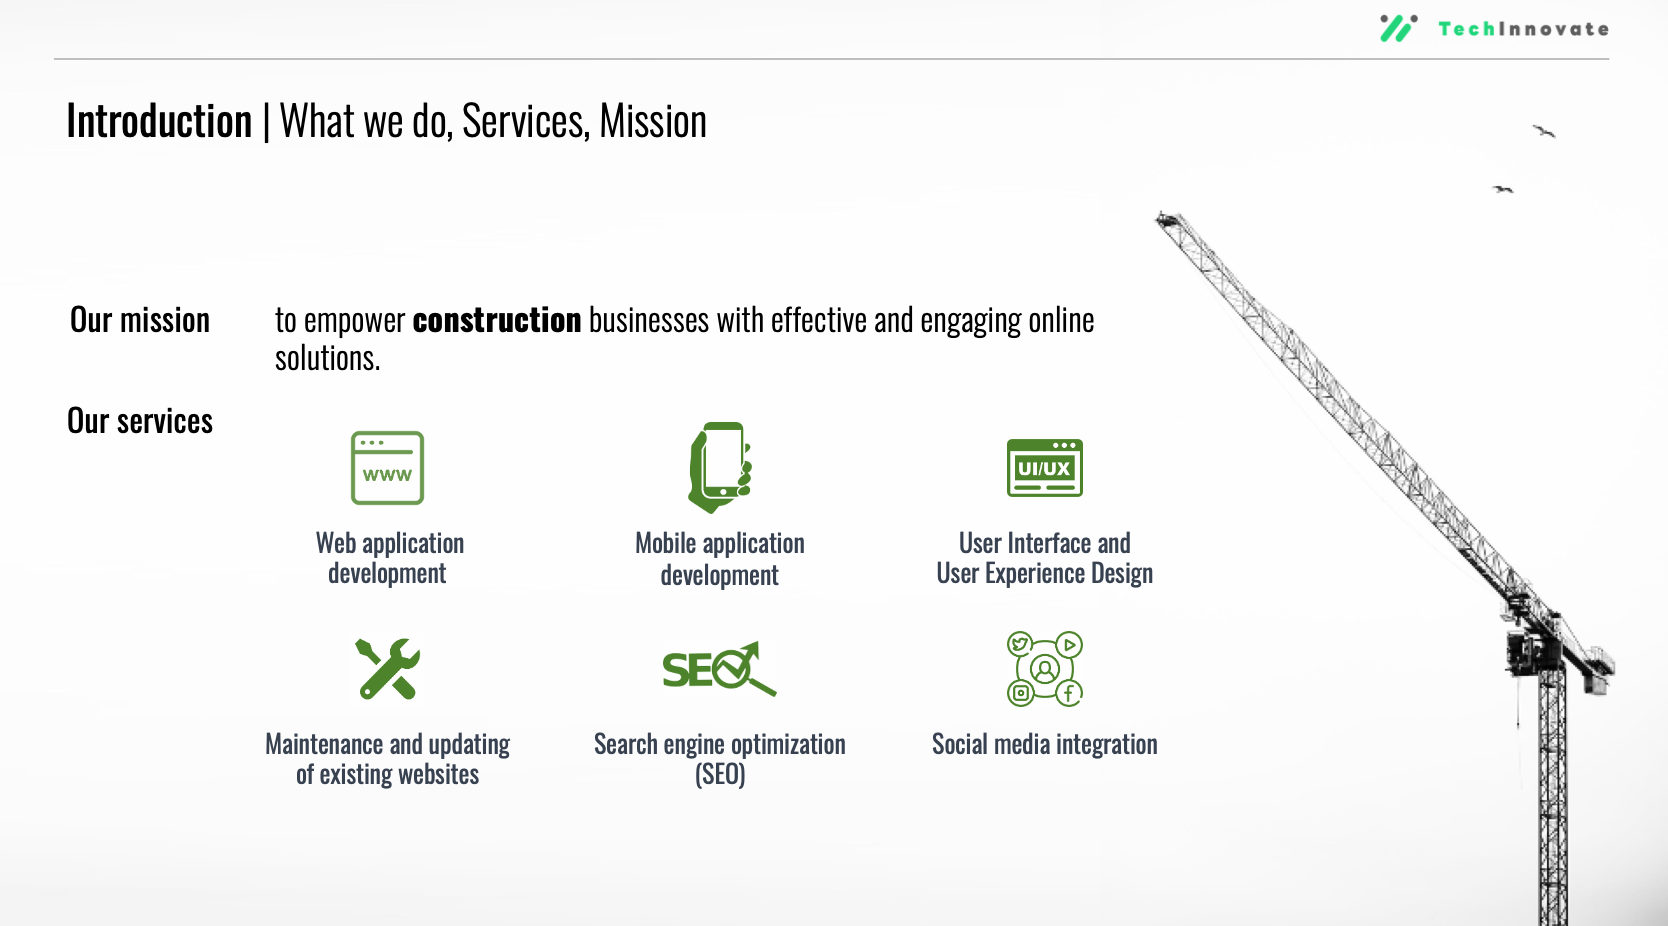 TechInnovate
Introduction | What we do, Services, Mission
Our mission
to empower construction businesses with effective and engaging online
solutions.
Our services
www
UI/UX
Web application
development
Mobile application
development
User Interface and
User Experience Design
SEO
Maintenance and updating
of existing websites
Search engine optimization
(SEO)
Social media integration